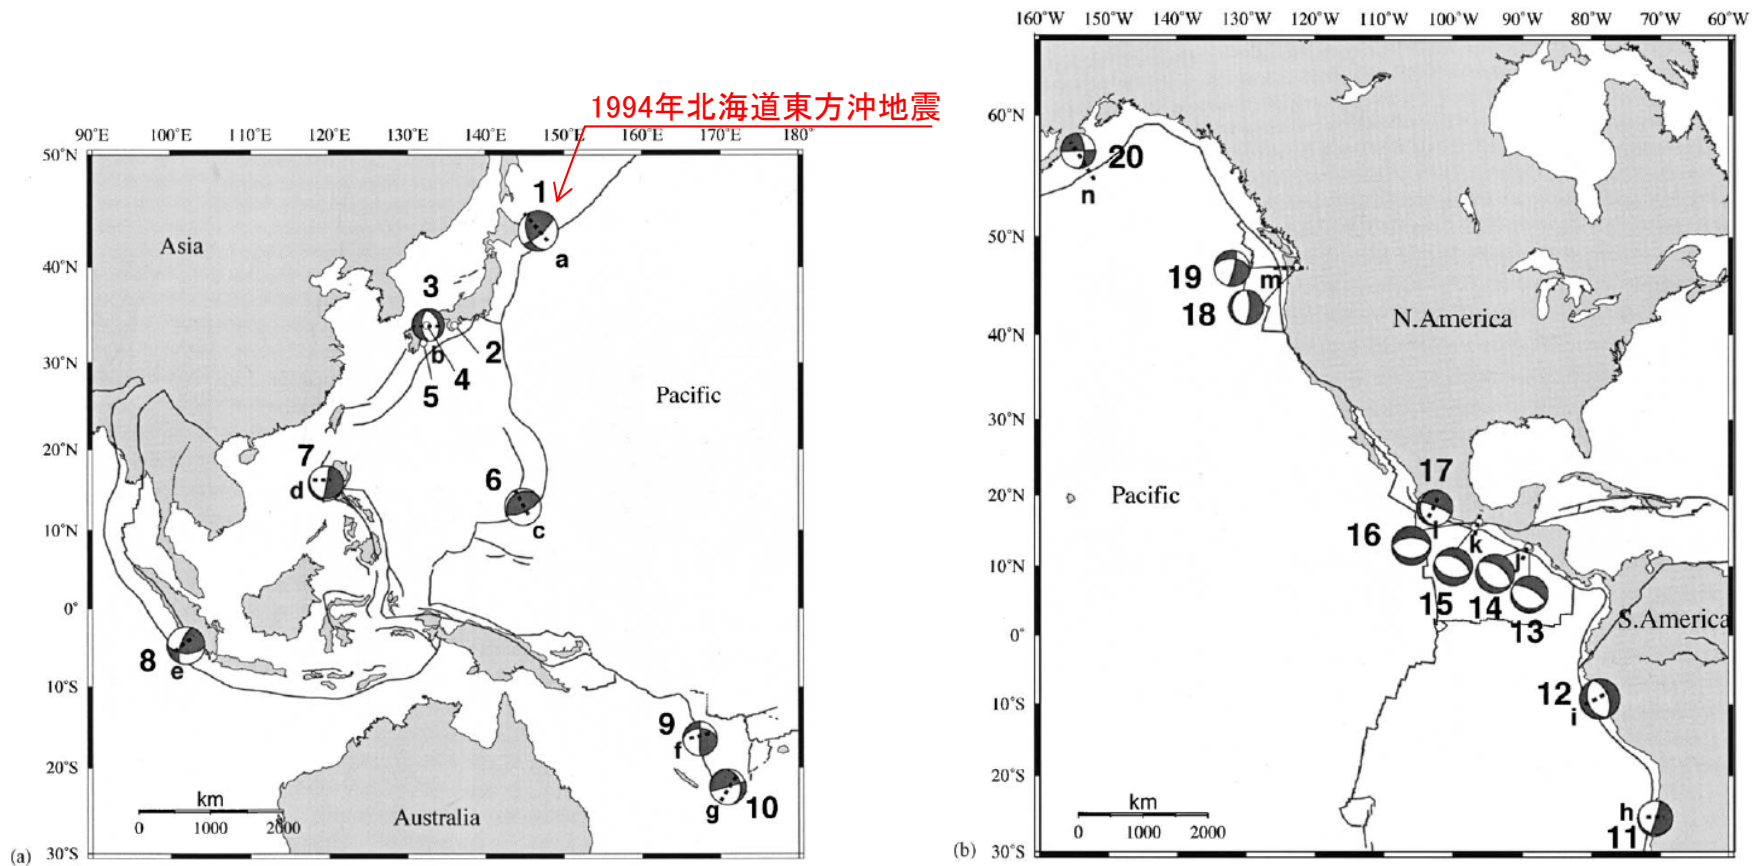 1994年北海道東方沖地震
90°E 100°E 110°E 120°E 130°E 140°E 150°E 160°E 170°E 180°
50°N
40°N
30°N
20°N
10°N
0°
10°S
20°S
30°S
Asia
Pacific
Australia
1
a
3
b
2
4
5
7
d
6
c
8
e
9
f
g
10
km
0 1000 2000
(a)
160°W 150°W 140°W 130°W 120°W 110°W 100°W 90°W 80°W 70°W 60°W
60°N
50°N
40°N
30°N
20°N
10°N
0°
10°S
20°S
30°S
20
n
19
m
18
N.America
Pacific
17
l
16
k
j
15
14
13
S.America
12
i
h
11
km
0 1000 2000
(b)